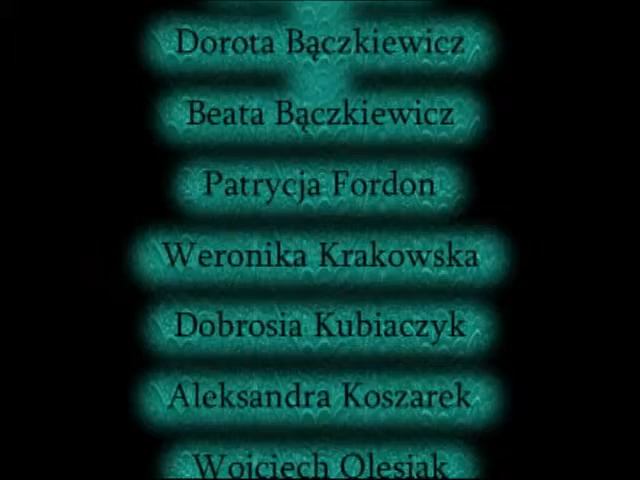 Dorota Bączkiewicz
Beata Bączkiewicz
Patrycja Fordon
Weronika Krakowska
Dobrosia Kubiaczyk
Aleksandra Koszarek
Wojciech Olesiak